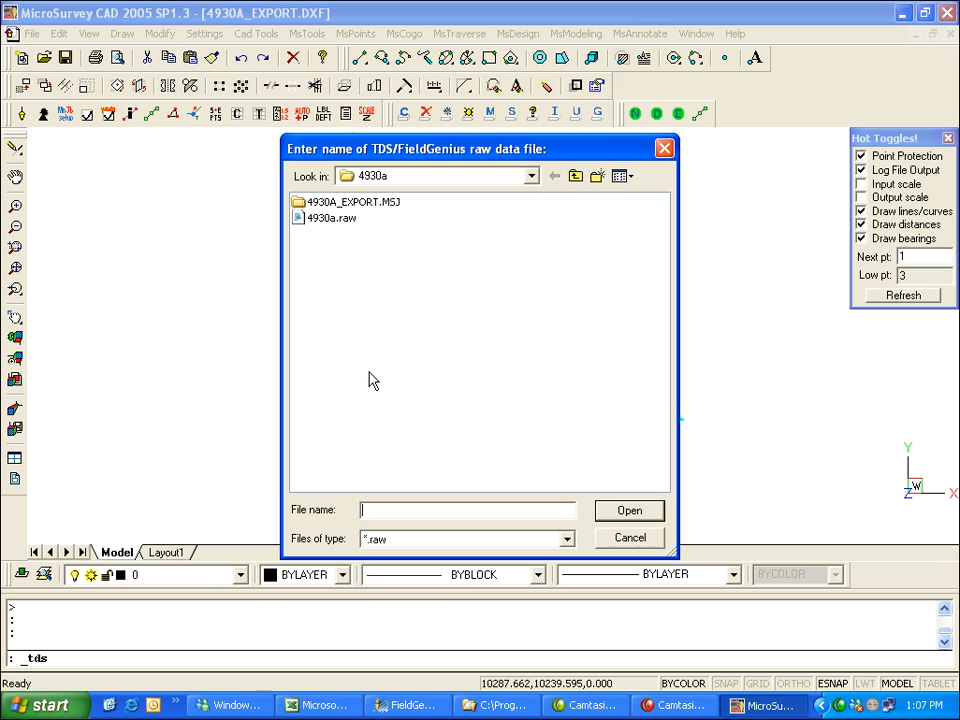 MicroSurvey CAD 2005 SP1.3 - [4930A_EXPORT.DXF]
File Edit View Draw Modify Settings Cad Tools MsTools MsPoints MsCogo MsTraverse MsDesign MsModeling MsAnnotate Window Help
Enter name of TDS/FieldGenius raw data file:
Look in: 4930a
4930A_EXPORT.MSJ
4930a.raw
File name:
Open
Files of type: *.raw
Cancel
Hot Toggles!
Point Protection
Log File Output
Input scale
Output scale
Draw lines/curves
Draw distances
Draw bearings
Next pt: 1
Low pt: 3
Refresh
Y
W
Z X
Model Layout1
0 BYLAYER BYBLOCK BYLAYER BYCOLOR
>
:
:
: _tds
Ready 10287.662,10239.595,0.000 BYCOLOR SNAP GRID ORTHO ESNAP LWT MODEL TABLET
start Window... Microso... FieldGe... C:\Prog... Camtasi... Camtasi... MicroSu... 1:07 PM